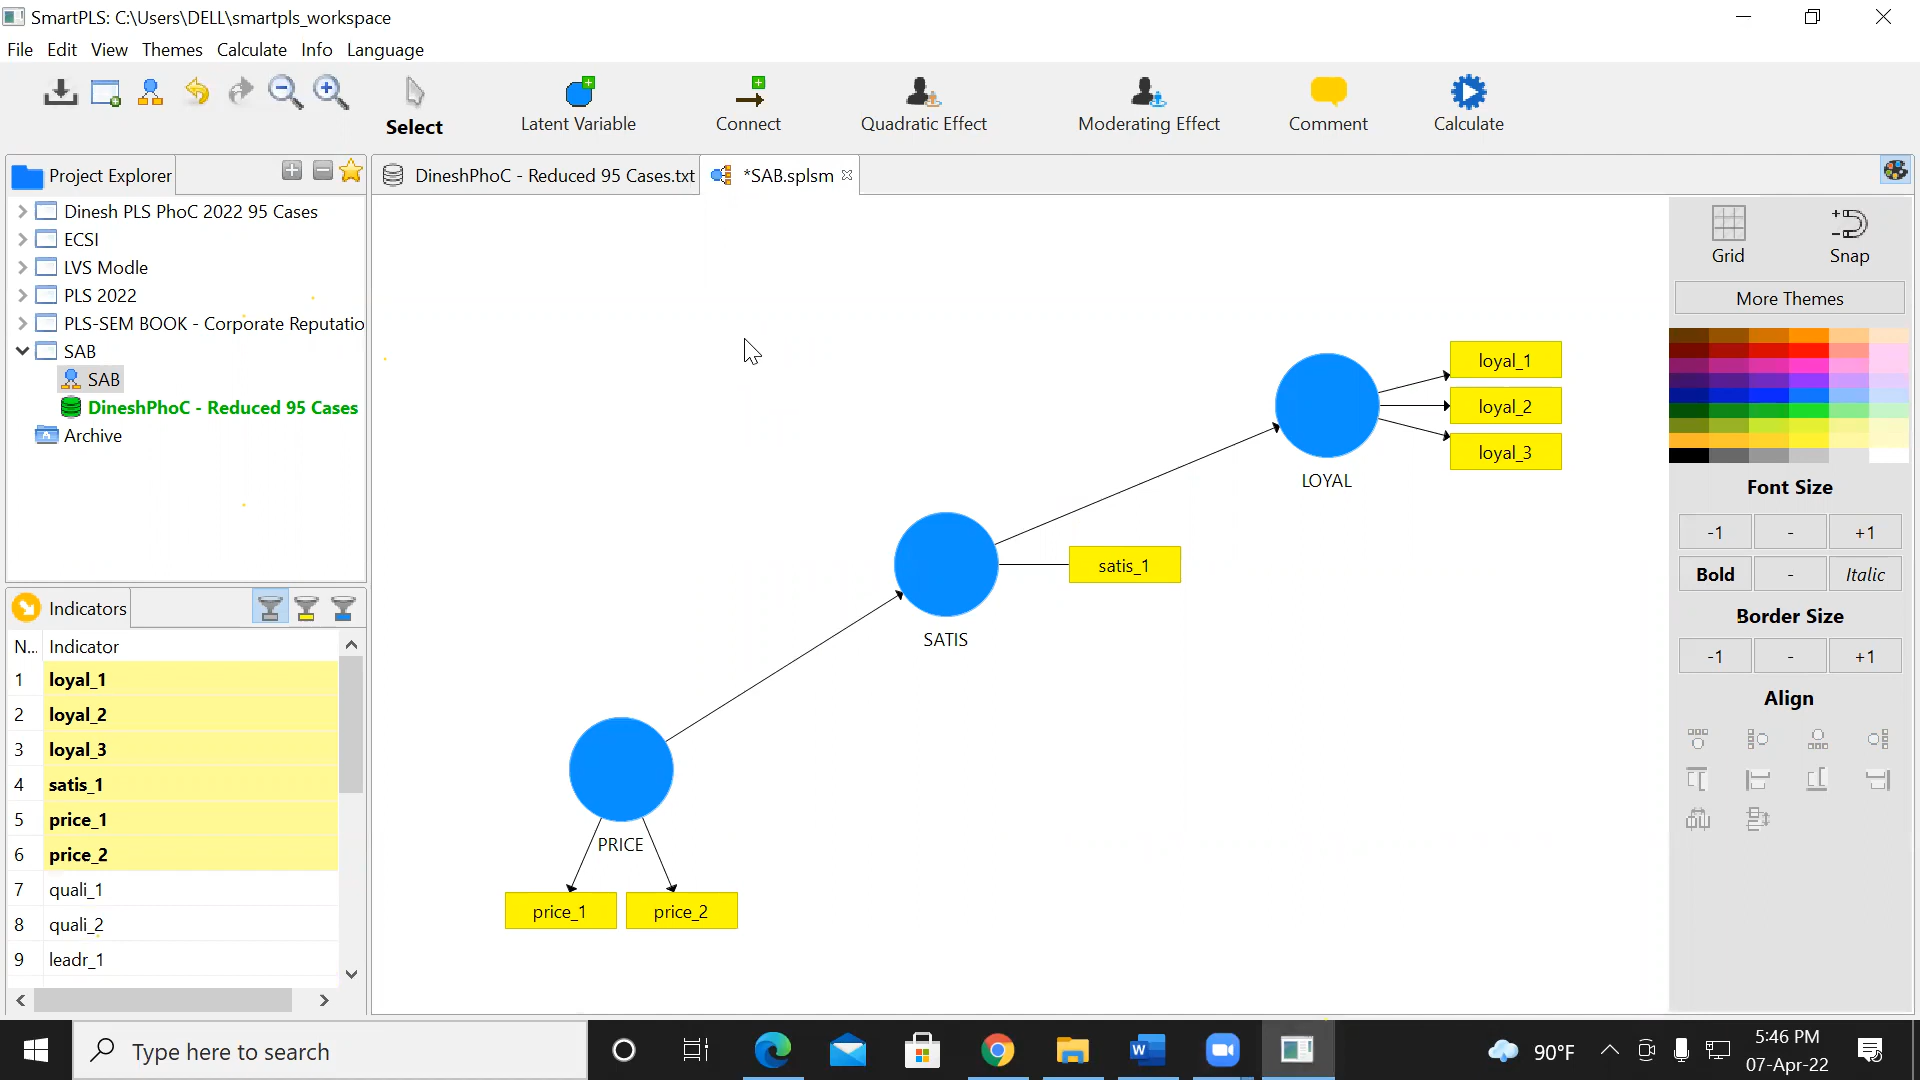 SmartPLS: C:\Users\DELL\smartpls_workspace
File Edit View Themes Calculate Info Language
Select
Latent Variable
Connect
Quadratic Effect
Moderating Effect
Comment
Calculate
Project Explorer
DineshPhoC - Reduced 95 Cases.txt
*SAB.splsm
Dinesh PLS PhoC 2022 95 Cases
ECSI
LVS Modle
PLS 2022
PLS-SEM BOOK - Corporate Reputatio
SAB
SAB
DineshPhoC - Reduced 95 Cases
Archive
Indicators
N... Indicator
1 loyal_1
2 loyal_2
3 loyal_3
4 satis_1
5 price_1
6 price_2
7 quali_1
8 quali_2
9 leadr_1
loyal_1
loyal_2
loyal_3
LOYAL
satis_1
SATIS
PRICE
price_1
price_2
Grid
Snap
More Themes
Font Size
-1 - +1
Bold - Italic
Border Size
-1 - +1
Align
Type here to search
90°F
5:46 PM
07-Apr-22